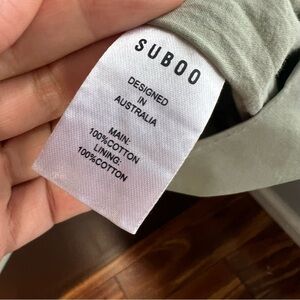 SUBOO
DESIGNED
IN
AUSTRALIA
MAIN:
100%COTTON
LINING:
100%COTTON